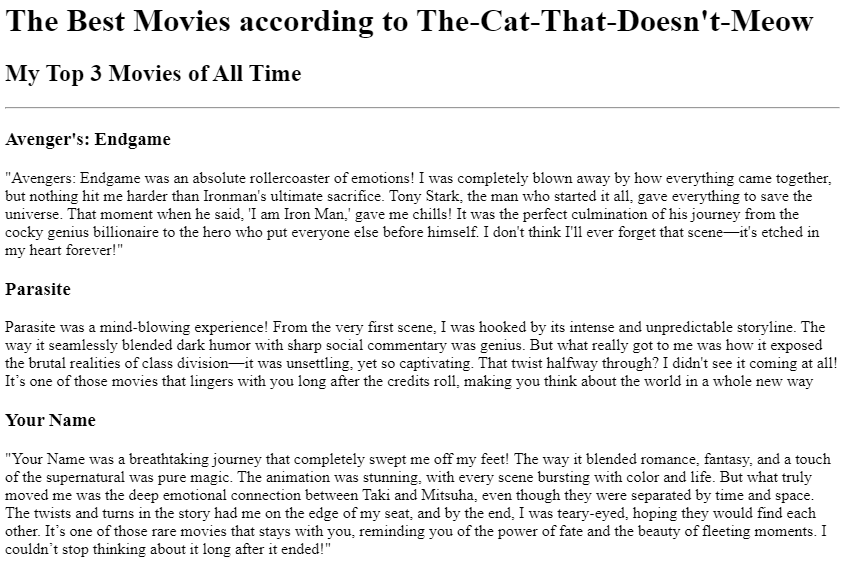 The Best Movies according to The-Cat-That-Doesn't-Meow
My Top 3 Movies of All Time
Avenger's: Endgame
"Avengers: Endgame was an absolute rollercoaster of emotions! I was completely blown away by how everything came together,
but nothing hit me harder than Ironman's ultimate sacrifice. Tony Stark, the man who started it all, gave everything to save the
universe. That moment when he said, 'I am Iron Man,' gave me chills! It was the perfect culmination of his journey from the
cocky genius billionaire to the hero who put everyone else before himself. I don't think I'll ever forget that scene—it's etched in
my heart forever!"
Parasite
Parasite was a mind-blowing experience! From the very first scene, I was hooked by its intense and unpredictable storyline. The
way it seamlessly blended dark humor with sharp social commentary was genius. But what really got to me was how it exposed
the brutal realities of class division—it was unsettling, yet so captivating. That twist halfway through? I didn't see it coming at all!
It’s one of those movies that lingers with you long after the credits roll, making you think about the world in a whole new way
Your Name
"Your Name was a breathtaking journey that completely swept me off my feet! The way it blended romance, fantasy, and a touch
of the supernatural was pure magic. The animation was stunning, with every scene bursting with color and life. But what truly
moved me was the deep emotional connection between Taki and Mitsuha, even though they were separated by time and space.
The twists and turns in the story had me on the edge of my seat, and by the end, I was teary-eyed, hoping they would find each
other. It’s one of those rare movies that stays with you, reminding you of the power of fate and the beauty of fleeting moments. I
couldn’t stop thinking about it long after it ended!"